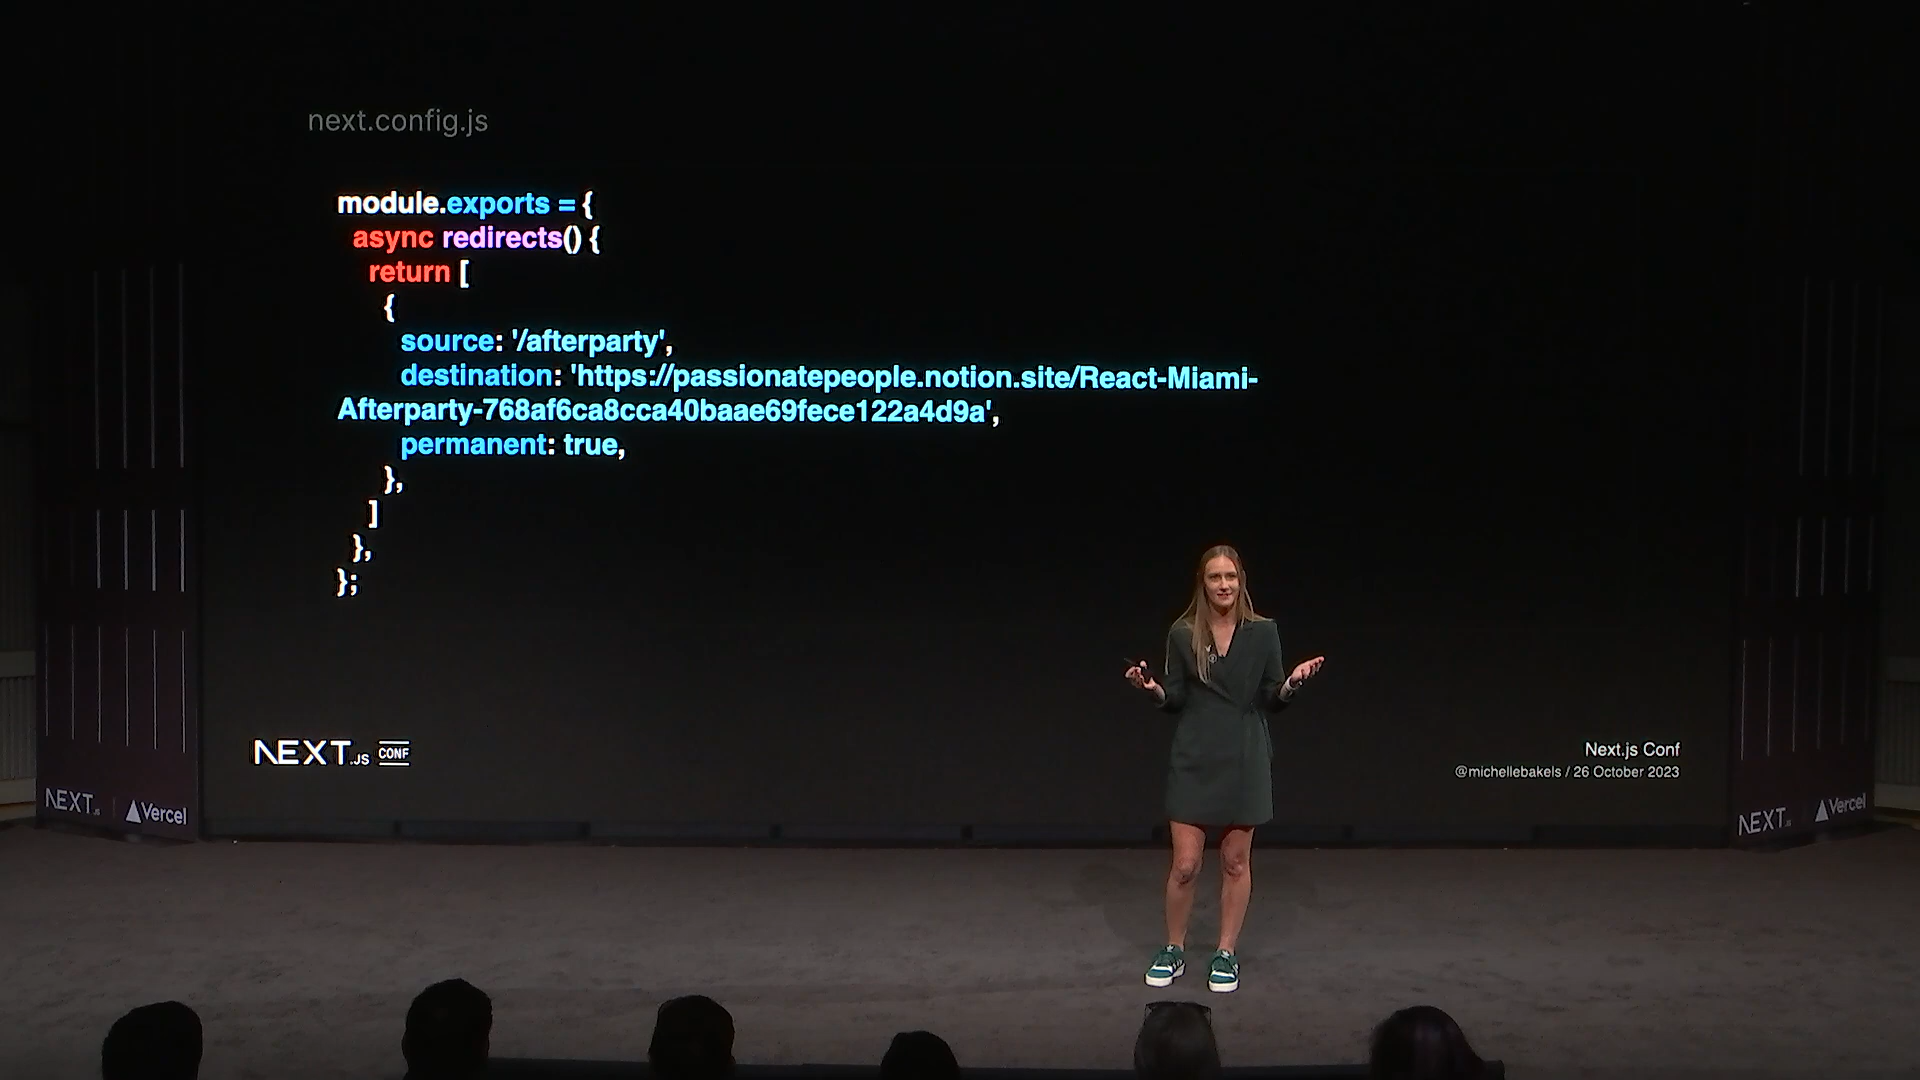 next.config.js
module.exports = {
async redirects() {
return [
{
source: '/afterparty',
destination: 'https://passionatepeople.notion.site/React-Miami-
Afterparty-768af6ca8cca40baae69fece122a4d9a',
permanent: true,
},
]
},
};
NEXT.JS CONF
Next.js Conf
@michellebakels / 26 October 2023
NEXT.JS | Vercel
NEXT.JS | Vercel